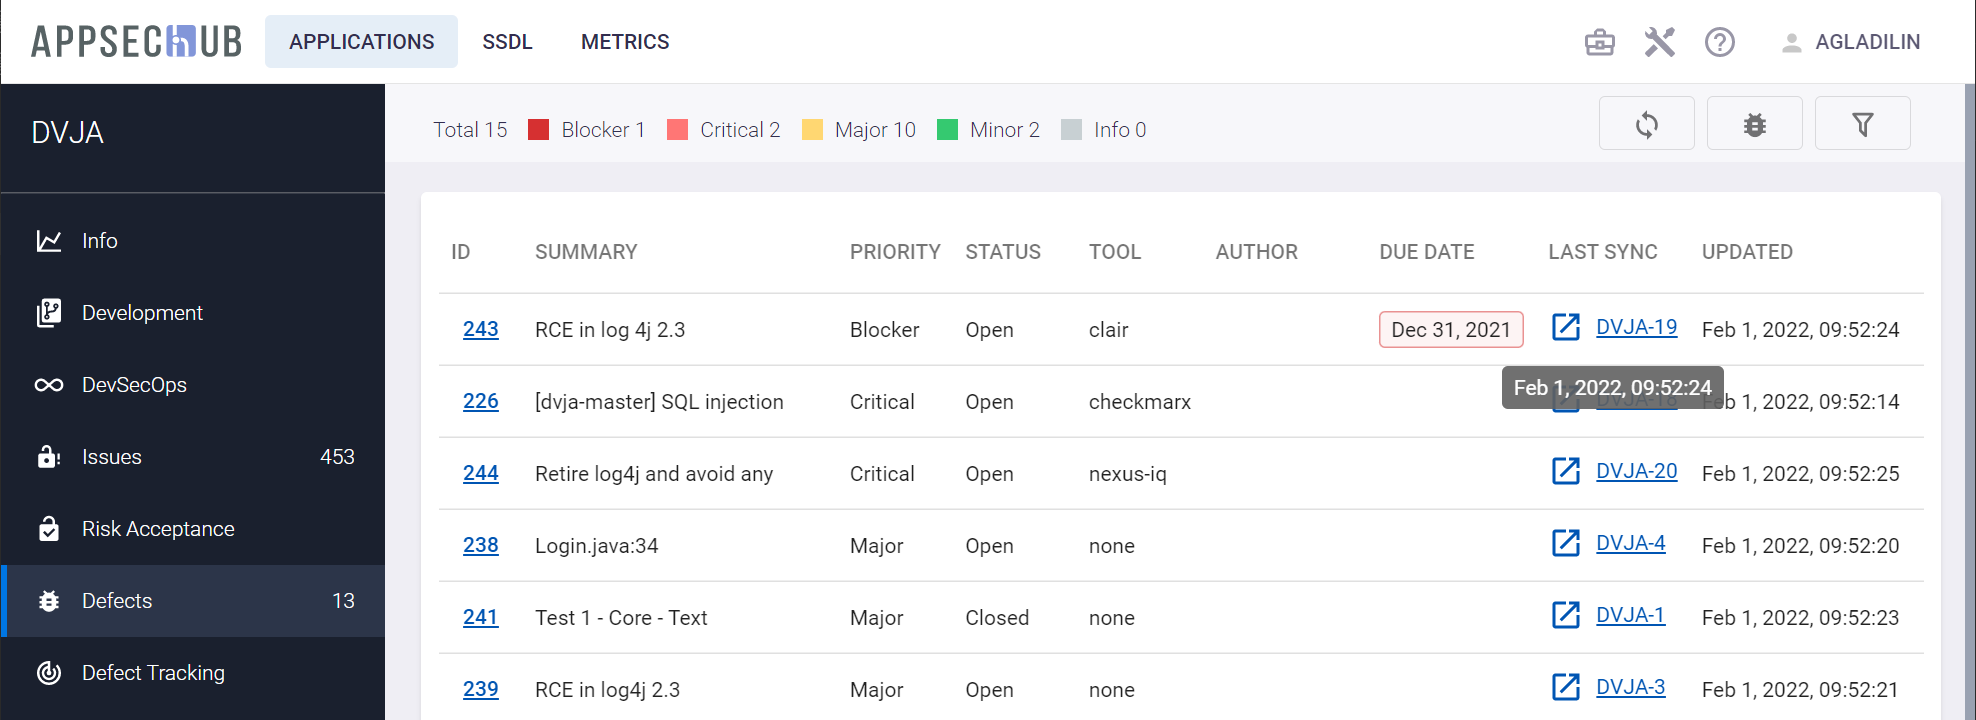 APPSECHUB APPLICATIONS SSDL METRICS AGLADILIN
DVJA
Info
Development
DevSecOps
Issues 453
Risk Acceptance
Defects 13
Defect Tracking
Total 15 Blocker 1 Critical 2 Major 10 Minor 2 Info 0
ID SUMMARY PRIORITY STATUS TOOL AUTHOR DUE DATE LAST SYNC UPDATED
243 RCE in log 4j 2.3 Blocker Open clair Dec 31, 2021 DVJA-19 Feb 1, 2022, 09:52:24
Feb 1, 2022, 09:52:24
226 [dvja-master] SQL injection Critical Open checkmarx DVJA-18 Feb 1, 2022, 09:52:14
244 Retire log4j and avoid any Critical Open nexus-iq DVJA-20 Feb 1, 2022, 09:52:25
238 Login.java:34 Major Open none DVJA-4 Feb 1, 2022, 09:52:20
241 Test 1 - Core - Text Major Closed none DVJA-1 Feb 1, 2022, 09:52:23
239 RCE in log4j 2.3 Major Open none DVJA-3 Feb 1, 2022, 09:52:21